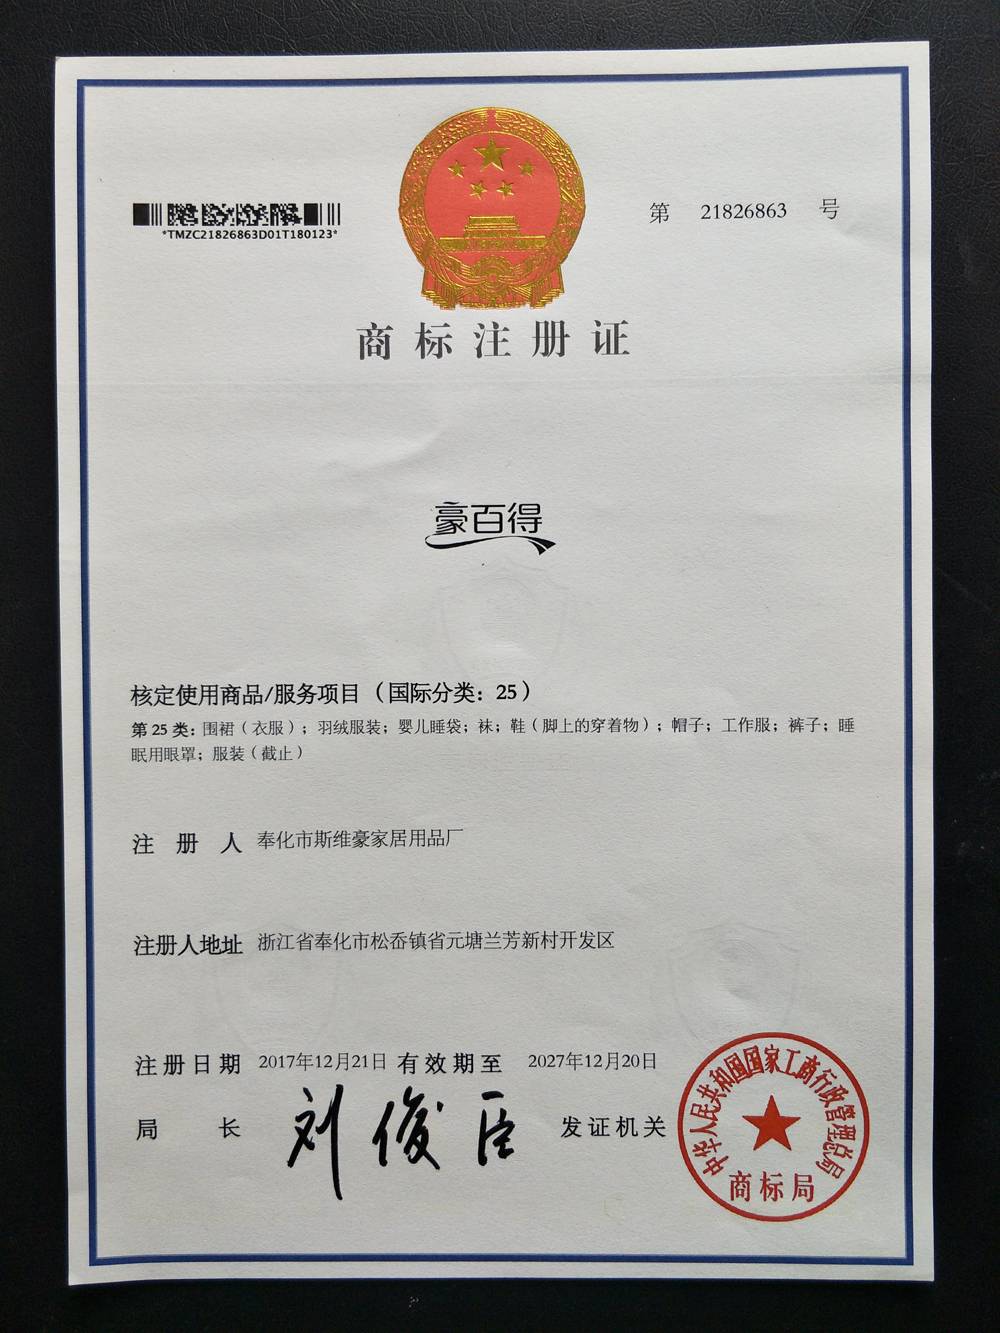 *TMZC21826863D01T180123*
第 21826863 号
商标注册证
豪百得
核定使用商品/服务项目（国际分类：25）
第25类：围裙（衣服）；羽绒服装；婴儿睡袋；袜；鞋（脚上的穿着物）；帽子；工作服；裤子；睡
眠用眼罩；服装（截止）
注册人 奉化市斯维豪家居用品厂
注册人地址 浙江省奉化市松岙镇省元塘兰芳新村开发区
注册日期 2017年12月21日 有效期至 2027年12月20日
局长 刘俊臣 发证机关
中华人民共和国国家工商行政管理总局
商标局